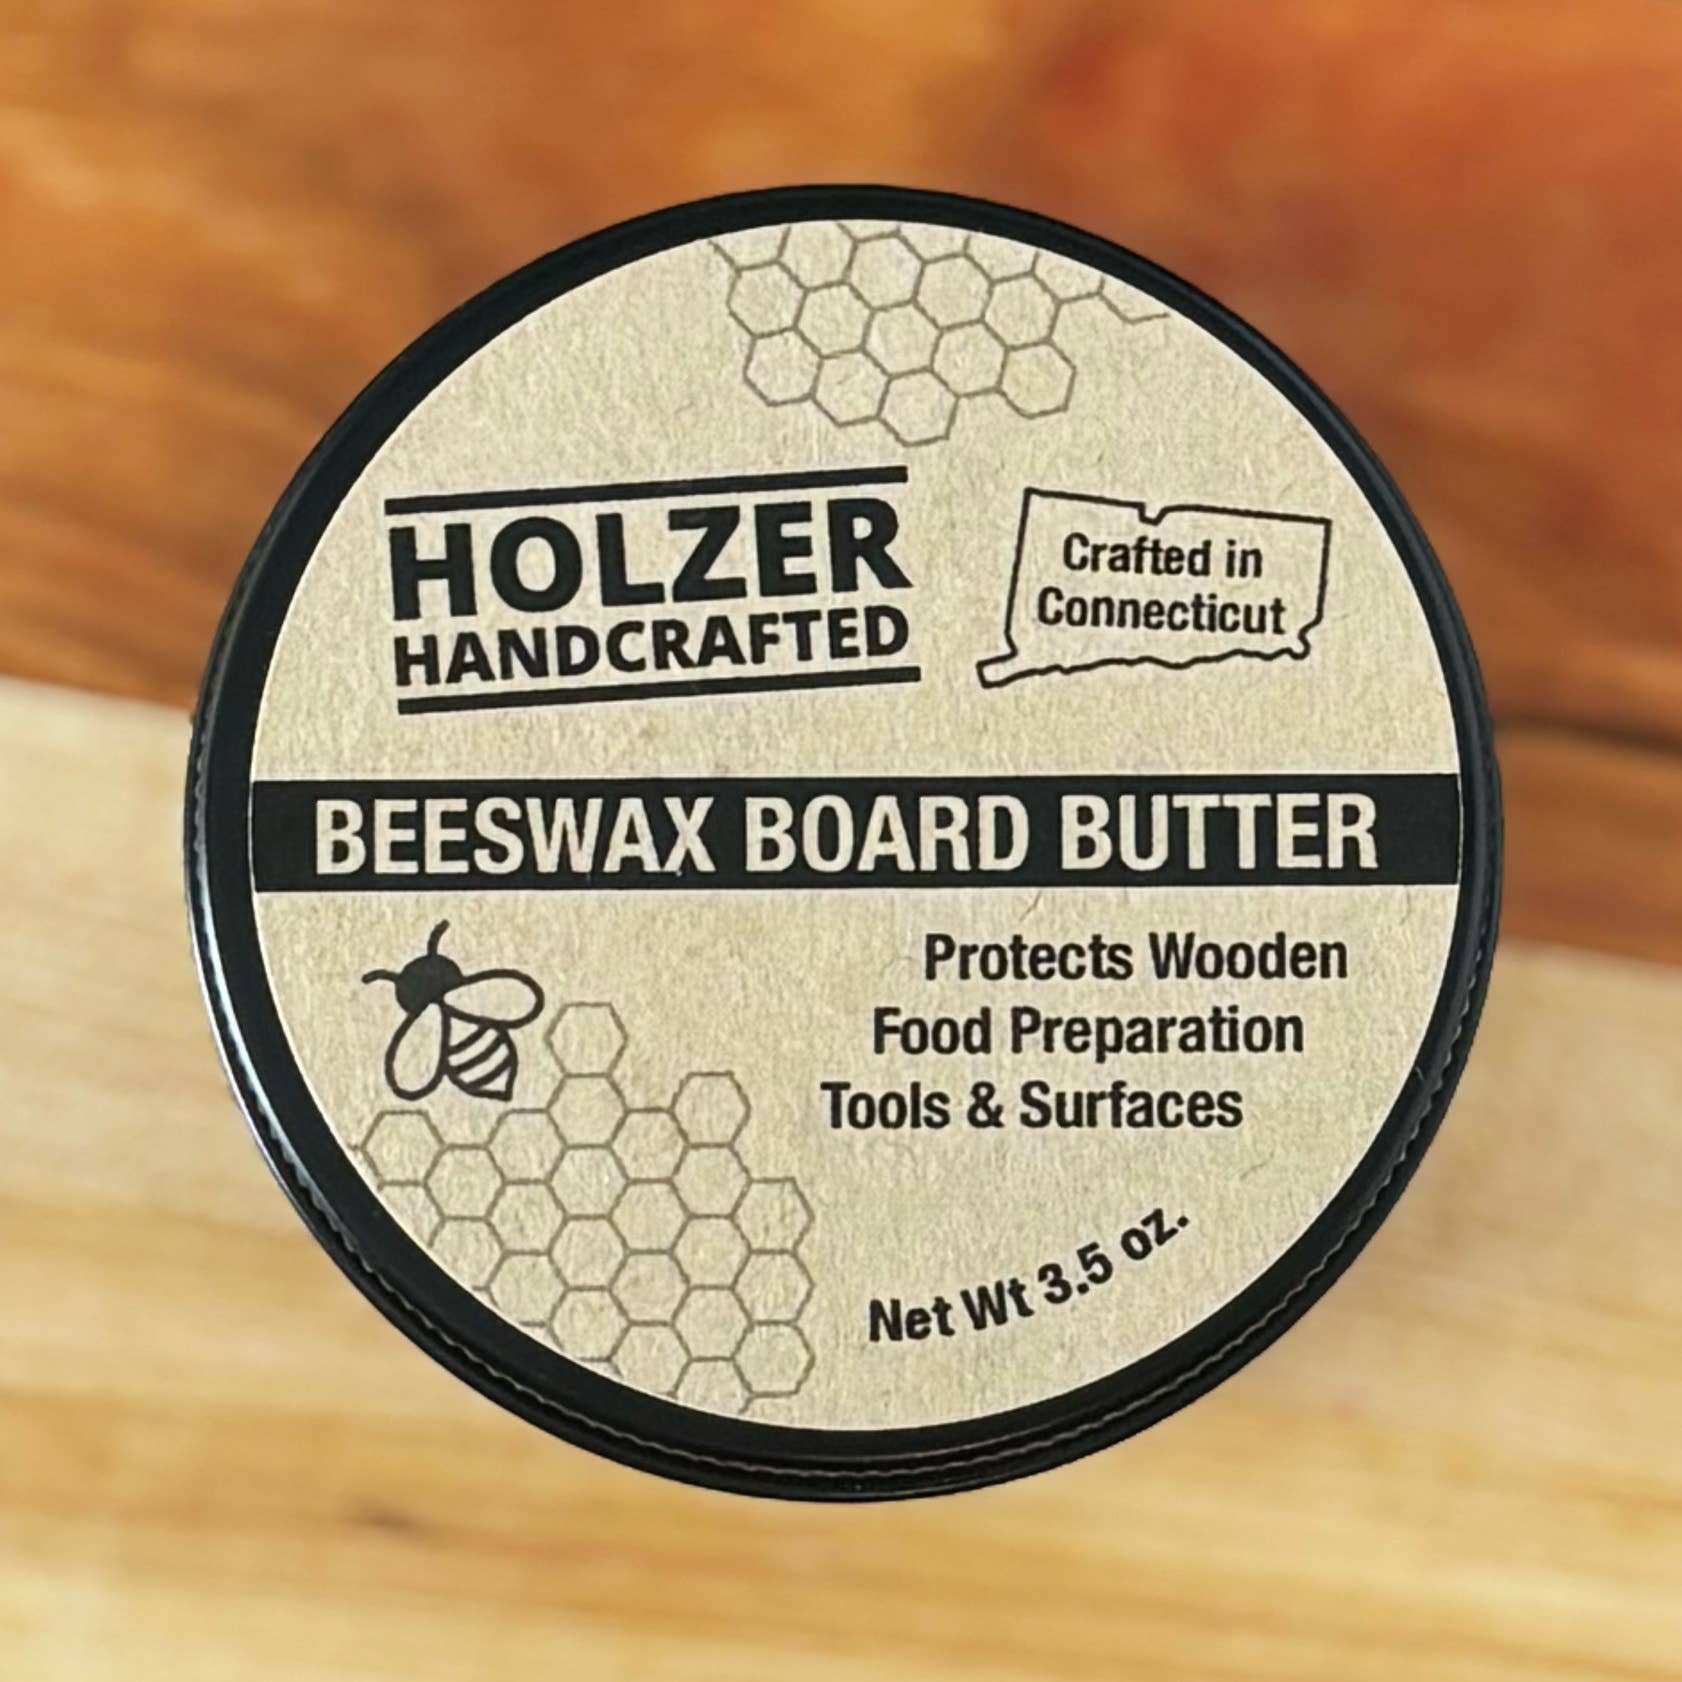 HOLZER
HANDCRAFTED
Crafted in
Connecticut
BEESWAX BOARD BUTTER
Protects Wooden
Food Preparation
Tools & Surfaces
Net Wt 3.5 oz.